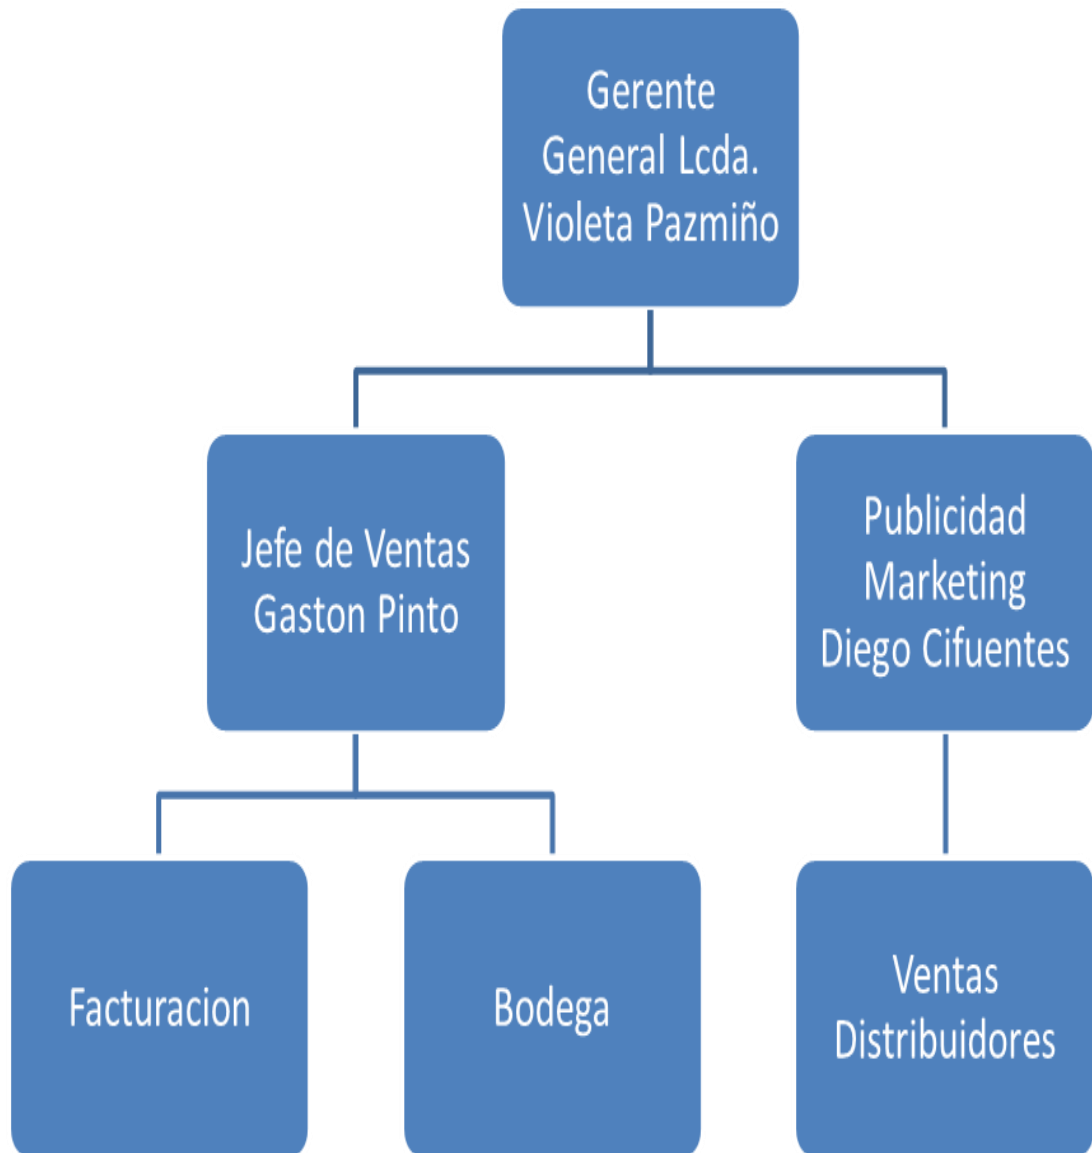 Gerente
General Lcda.
Violeta Pazmiño
Jefe de Ventas
Gaston Pinto
Publicidad
Marketing
Diego Cifuentes
Facturacion
Bodega
Ventas
Distribuidores